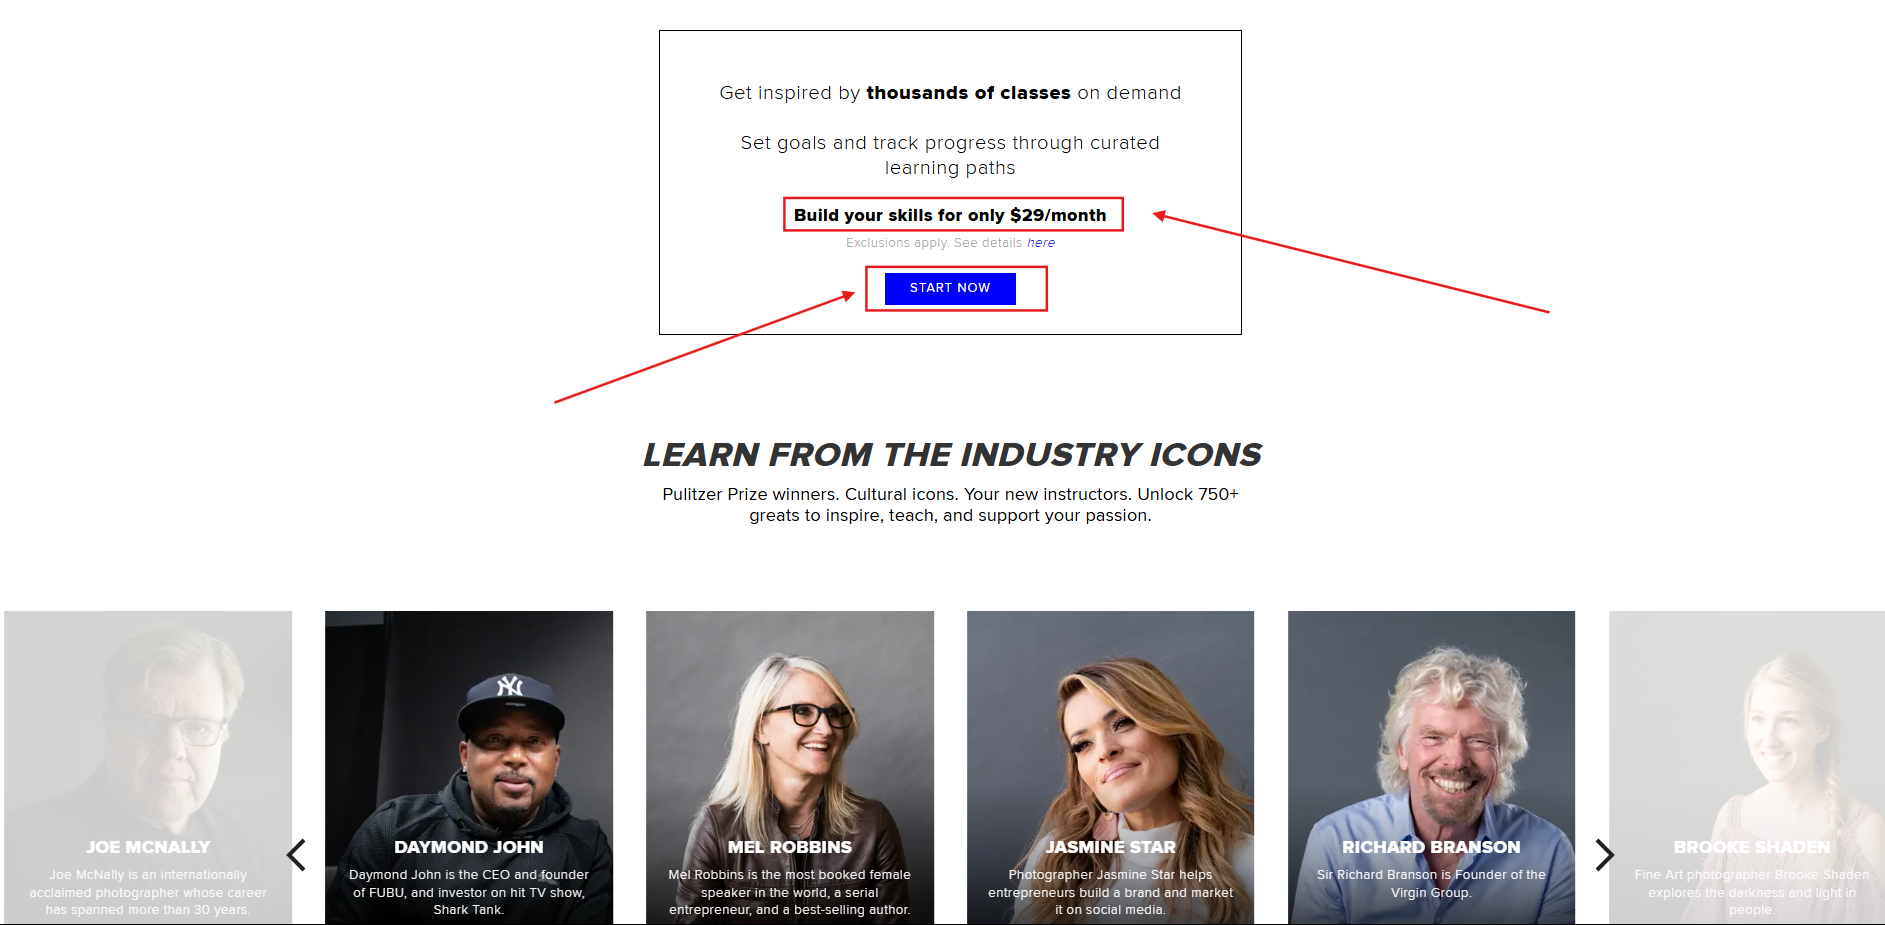 Get inspired by thousands of classes on demand
Set goals and track progress through curated
learning paths
Build your skills for only $29/month
Exclusions apply. See details here
START NOW
LEARN FROM THE INDUSTRY ICONS
Pulitzer Prize winners. Cultural icons. Your new instructors. Unlock 750+
greats to inspire, teach, and support your passion.
JOE MCNALLY
Joe McNally is an internationally
acclaimed photographer whose career
has spanned more than 30 years.
NY
DAYMOND JOHN
Daymond John is the CEO and founder
of FUBU, and investor on hit TV show,
Shark Tank.
MEL ROBBINS
Mel Robbins is the most booked female
speaker in the world, a serial
entrepreneur, and a best-selling author.
JASMINE STAR
Photographer Jasmine Star helps
entrepreneurs build a brand and market
it on social media.
RICHARD BRANSON
Sir Richard Branson is Founder of the
Virgin Group.
BROOKE SHADEN
Fine Art photographer Brooke Shaden
explores the darkness and light in
people.